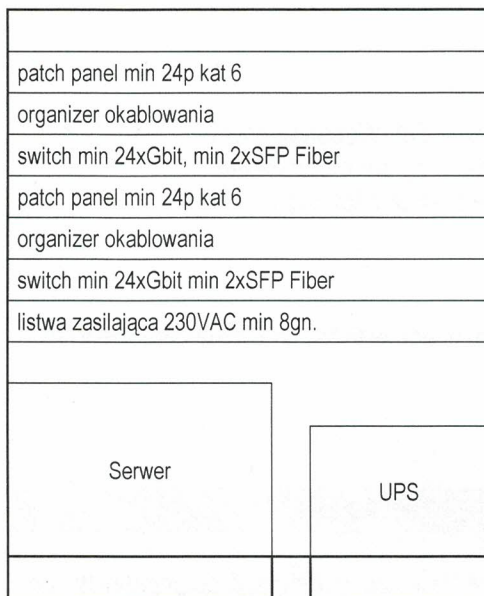 patch panel min 24p kat 6
organizer okablowania
switch min 24xGbit, min 2xSFP Fiber
patch panel min 24p kat 6
organizer okablowania
switch min 24xGbit min 2xSFP Fiber
listwa zasilająca 230VAC min 8gn.
Serwer
UPS